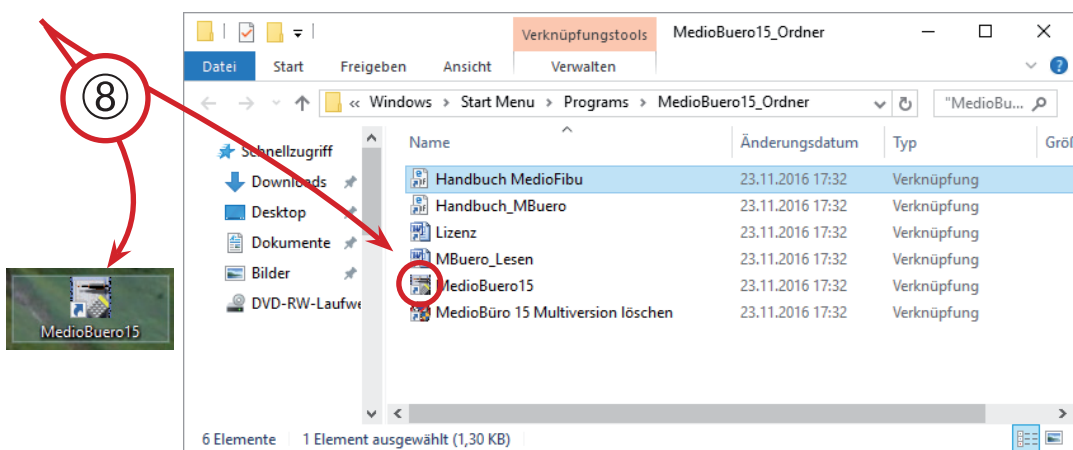 ⑧
MedioBuero15
Verknüpfungstools MedioBuero15_Ordner
Datei Start Freigeben Ansicht Verwalten
« Windows › Start Menu › Programs › MedioBuero15_Ordner "MedioBu...
Schnellzugriff
Downloads
Desktop
Dokumente
Bilder
DVD-RW-Laufwe
Name Änderungsdatum Typ Größ
Handbuch MedioFibu 23.11.2016 17:32 Verknüpfung
Handbuch_MBuero 23.11.2016 17:32 Verknüpfung
Lizenz 23.11.2016 17:32 Verknüpfung
MBuero_Lesen 23.11.2016 17:32 Verknüpfung
MedioBuero15 23.11.2016 17:32 Verknüpfung
MedioBüro 15 Multiversion löschen 23.11.2016 17:32 Verknüpfung
6 Elemente 1 Element ausgewählt (1,30 KB)